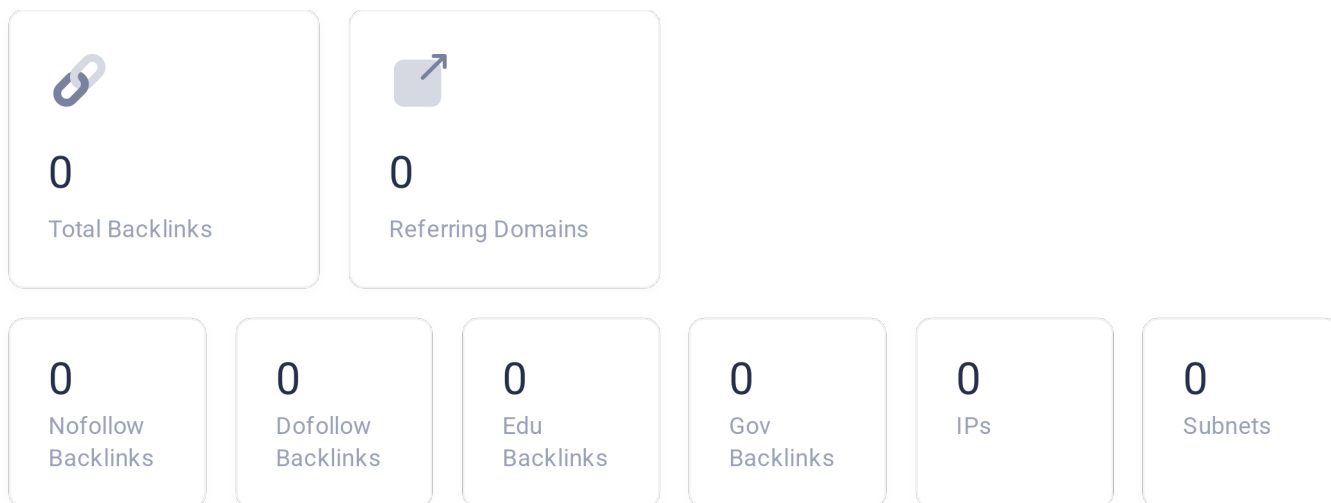 0
Total Backlinks
0
Referring Domains
0
Nofollow
Backlinks
0
Dofollow
Backlinks
0
Edu
Backlinks
0
Gov
Backlinks
0
IPs
0
Subnets